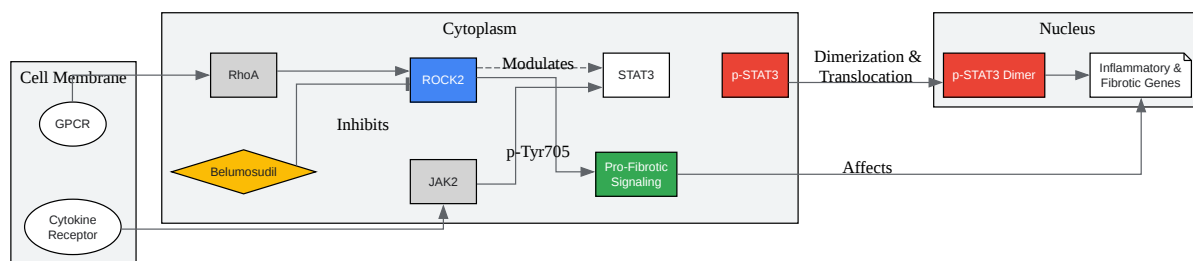 Cytoplasm
Nucleus
Cell Membrane
RhoA
ROCK2
Modulates
STAT3
p-STAT3
Dimerization &
Translocation
p-STAT3 Dimer
Inflammatory &
Fibrotic Genes
GPCR
Inhibits
Belumosudil
JAK2
p-Tyr705
Pro-Fibrotic
Signaling
Affects
Cytokine
Receptor